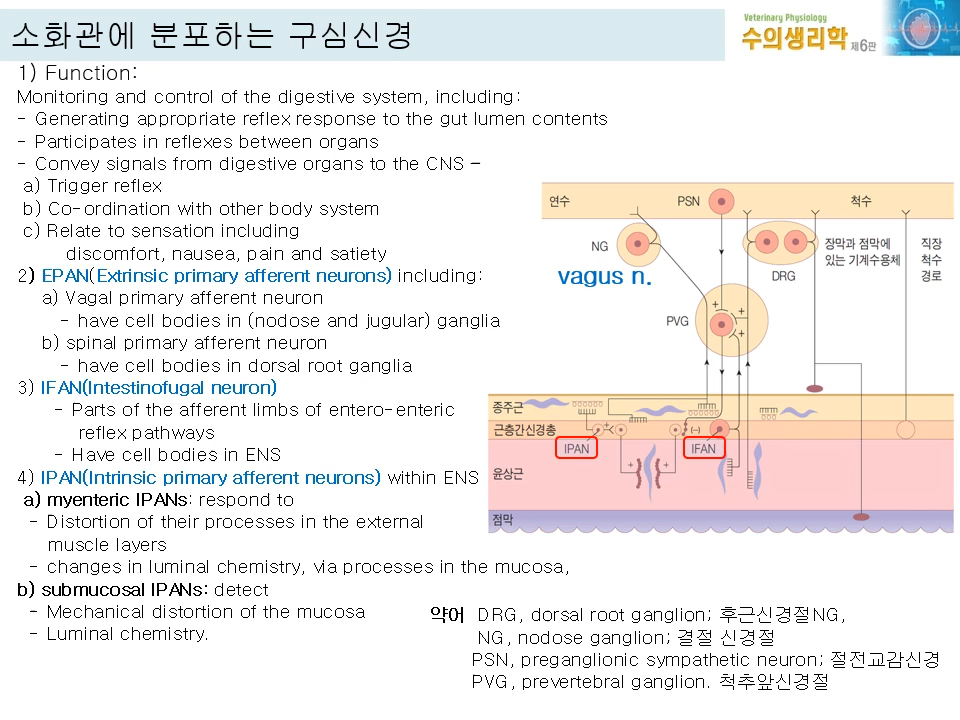 소화관에 분포하는 구심신경
Veterinary Physiology
수의생리학 제6판
1) Function:
Monitoring and control of the digestive system, including:
- Generating appropriate reflex response to the gut lumen contents
- Participates in reflexes between organs
- Convey signals from digestive organs to the CNS –
a) Trigger reflex
b) Co-ordination with other body system
c) Relate to sensation including
discomfort, nausea, pain and satiety
2) EPAN(Extrinsic primary afferent neurons) including:
a) Vagal primary afferent neuron
- have cell bodies in (nodose and jugular) ganglia
b) spinal primary afferent neuron
- have cell bodies in dorsal root ganglia
3) IFAN(Intestinofugal neuron)
- Parts of the afferent limbs of entero-enteric
reflex pathways
- Have cell bodies in ENS
4) IPAN(Intrinsic primary afferent neurons) within ENS
a) myenteric IPANs: respond to
- Distortion of their processes in the external
muscle layers
- changes in luminal chemistry, via processes in the mucosa,
b) submucosal IPANs: detect
- Mechanical distortion of the mucosa
- Luminal chemistry.
연수
PSN
척수
NG
vagus n.
DRG
장막과 점막에
있는 기계수용체
직장
척수
경로
PVG
+
+
+
종주근
근층간신경총
+
(-)
IPAN
IFAN
윤상근
+
+
점막
약어 DRG, dorsal root ganglion; 후근신경절NG,
NG, nodose ganglion; 결절 신경절
PSN, preganglionic sympathetic neuron; 절전교감신경
PVG, prevertebral ganglion. 척추앞신경절